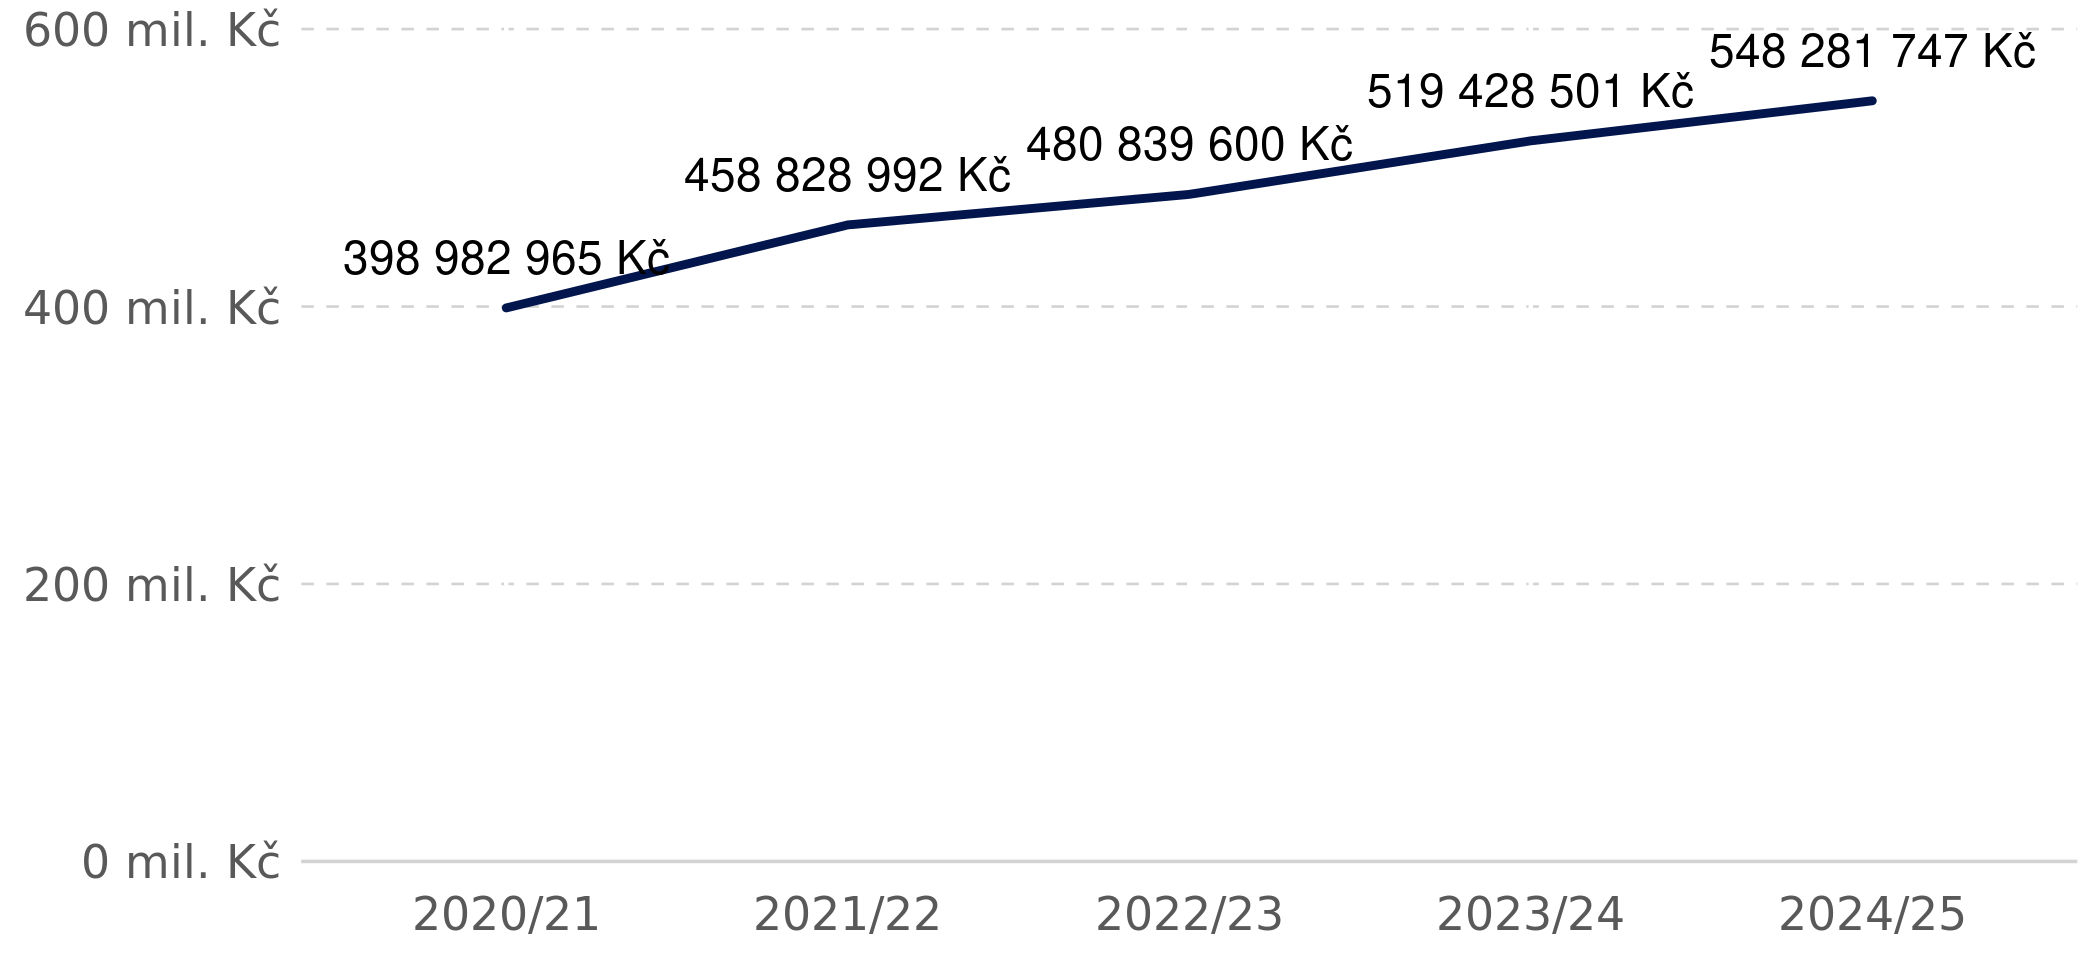 600 mil. Kč
548 281 747 Kč
519 428 501 Kč
480 839 600 Kč
458 828 992 Kč
398 982 965 Kč
400 mil. Kč
200 mil. Kč
0 mil. Kč
2020/21 2021/22 2022/23 2023/24 2024/25